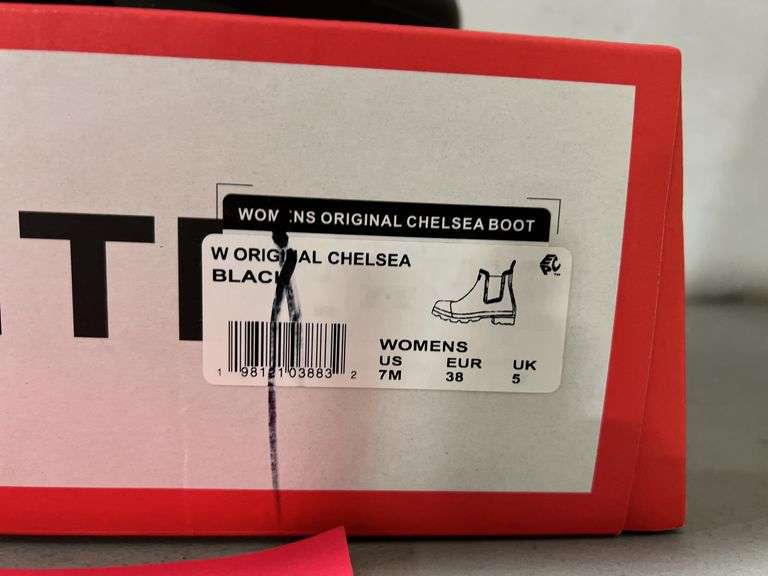 WOMENS ORIGINAL CHELSEA BOOT
W ORIGINAL CHELSEA
BLACK
WOMENS
US EUR UK
7M 38 5
1 98121 03883 2